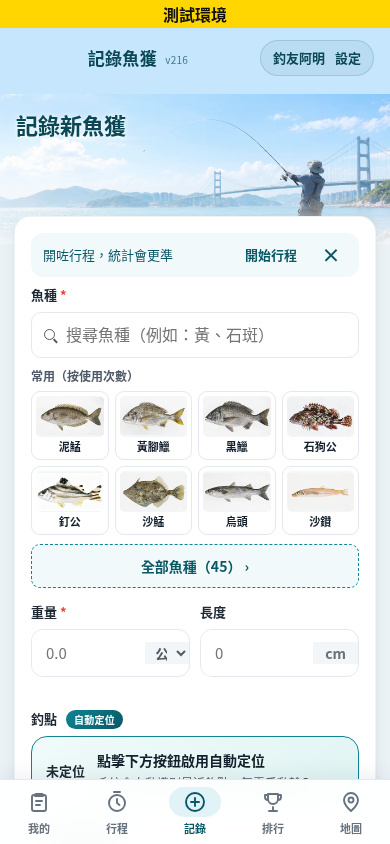 測試環境
記錄魚獲 v216
釣友阿明 設定
記錄新魚獲
開咗行程，統計會更準 開始行程 ✕
魚種 *
搜尋魚種（例如：黃、石斑）
常用（按使用次數）
泥鯭 黃腳鱲 黑鱲 石狗公
釘公 沙鯭 烏頭 沙鑽
全部魚種（45） ›
重量 * 長度
0.0 公 0 cm
釣點 自動定位
未定位 點擊下方按鈕啟用自動定位
我的 行程 記錄 排行 地圖